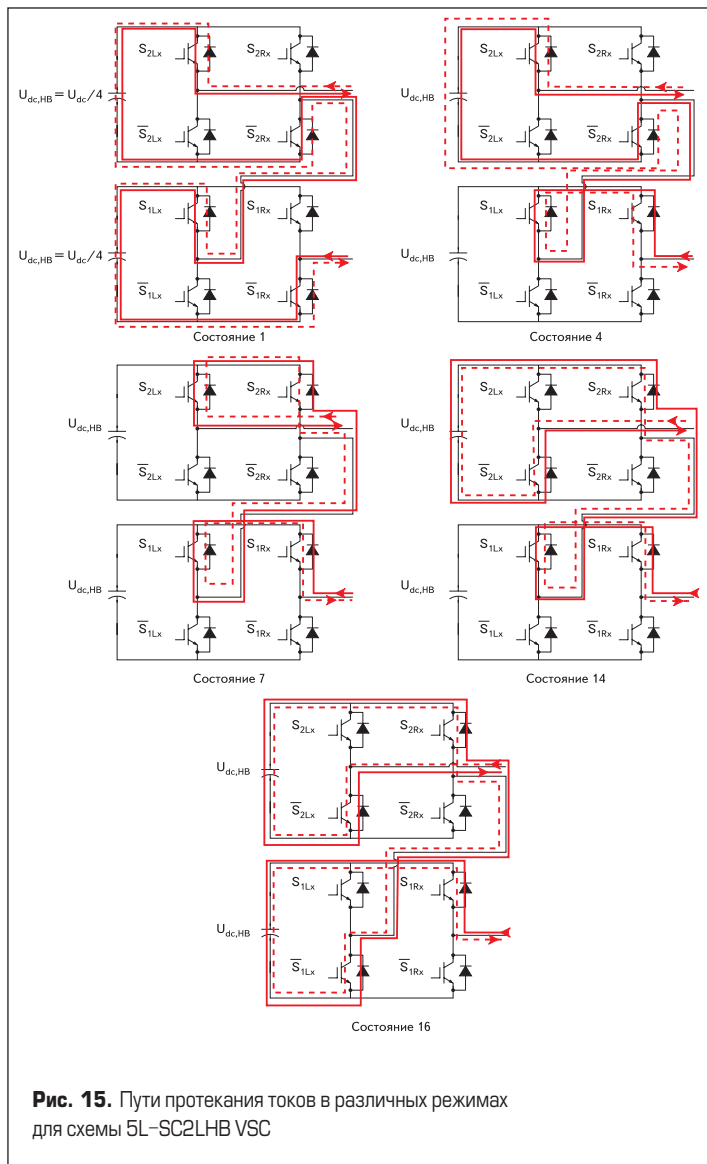 S2Lx S2Rx S2Lx S2Rx
Udc,HB = Udc/4 Udc,HB
S̅2Lx S̅2Rx S̅2Lx S̅2Rx
S1Lx S1Rx S1Lx S1Rx
Udc,HB = Udc/4 Udc,HB
S̅1Lx S̅1Rx S̅1Lx S̅1Rx
Состояние 1 Состояние 4
S2Lx S2Rx S2Lx S2Rx
Udc,HB Udc,HB
S̅2Lx S̅2Rx S̅2Lx S̅2Rx
S1Lx S1Rx S1Lx S1Rx
Udc,HB Udc,HB
S̅1Lx S̅1Rx S̅1Lx S̅1Rx
Состояние 7 Состояние 14
S2Lx S2Rx
Udc,HB
S̅2Lx S̅2Rx
S1Lx S1Rx
Udc,HB
S̅1Lx S̅1Rx
Состояние 16
Рис. 15. Пути протекания токов в различных режимах
для схемы 5L-SC2LHB VSC